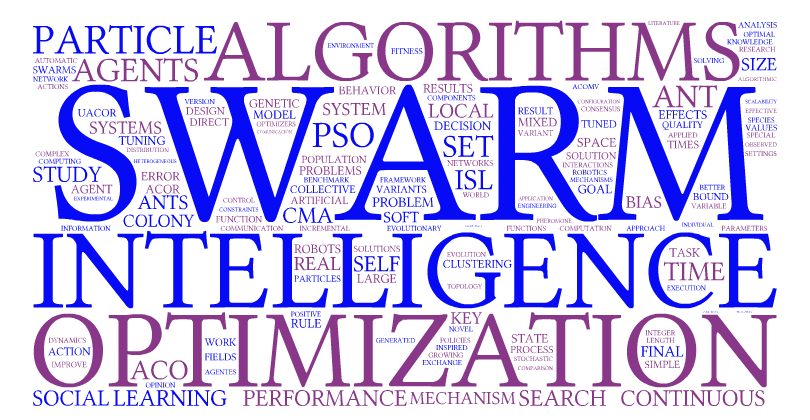 PARTICLE
ALGORITHMS
LITERATURE
ANALYSIS
OPTIMAL
KNOWLEDGE
RESEARCH
ENVIRONMENT
FITNESS
SOLVING
SIZE
AUTOMATIC
SWARMS
NETWORK
ACTIONS
AGENTS
ALGORITHMIC
SWARM
BEHAVIOR
RESULTS
COMPONENTS
ACOMV
ANT
UACOR
VERSION
DESIGN
DIRECT
GENETIC
MODEL
OPTIMIZERS
SYSTEM
LOCAL
DECISION
RESULT
MIXED
VARIANT
CONFIGURATION
CONSENSUS
TUNED
EFFECTS
QUALITY
APPLIED
TIMES
SCALABILITY
EFFECTIVE
SPECIES
VALUES
SPECIAL
OBSERVED
SETTINGS
SYSTEMS
TUNING
DISTRIBUTION
PSO
SET
NETWORKS
SPACE
SOLUTION
INTERACTIONS
ROBOTICS
MECHANISMS
GOAL
COMPLEX
COMPUTING
HETEROGENEOUS
POPULATION
PROBLEMS
BENCHMARK
COLLECTIVE
ARTIFICIAL
FRAMEWORK
VARIANTS
PROBLEM
SOFT
ISL
WORLD
STUDY
AGENT
EXPERIMENTAL
ERROR
ACOR
ANTS
COLONY
CONTROL
CONSTRAINTS
FUNCTION
COMMUNICATION
CMA
INCREMENTAL
EVOLUTIONARY
APPLICATION
ENGINEERING
PHEROMONE
FUNCTIONS
COMPUTATION
APPROACH
INDIVIDUAL
BIAS
BETTER
BOUND
VARIABLE
PARAMETERS
INFORMATION
INTELLIGENCE
ROBOTS
REAL
PARTICLES
SOLUTIONS
SELF
LARGE
EVOLUTION
CLUSTERING
TOPOLOGY
TASK
TIME
EXECUTION
OPTIMIZATION
POSITIVE
RULE
KEY
NOVEL
DYNAMICS
ACTION
IMPROVE
ACO
OPINION
WORK
FIELDS
AGENTES
GENERATED
POLICIES
INSPIRED
GROWING
EXCHANGE
STATE
PROCESS
STOCHASTIC
COMPARISON
INTEGER
LENGTH
FINAL
SIMPLE
SOCIAL LEARNING
PERFORMANCE
MECHANISM
SEARCH
CONTINUOUS